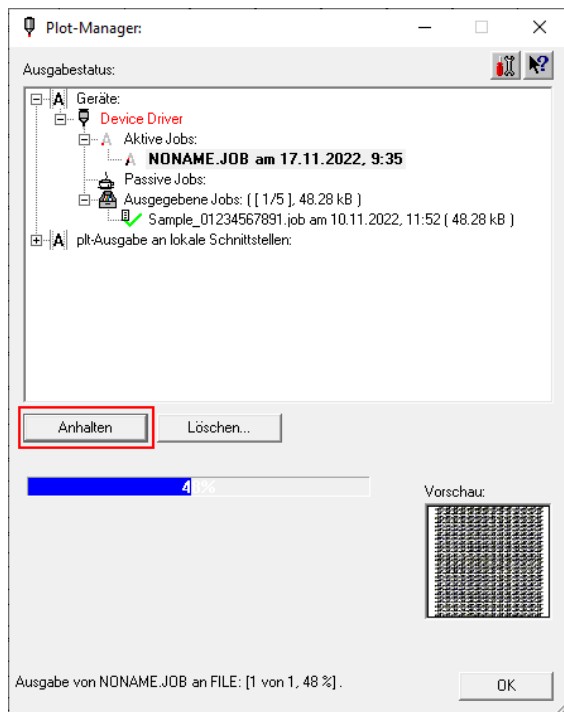 Plot-Manager:
Ausgabestatus:
Geräte:
Device Driver
Aktive Jobs:
NONAME.JOB am 17.11.2022, 9:35
Passive Jobs:
Ausgegebene Jobs: ( [ 1/5 ], 48.28 kB )
Sample_01234567891.job am 10.11.2022, 11:52 ( 48.28 kB )
plt-Ausgabe an lokale Schnittstellen:
Anhalten Löschen...
48%
Vorschau:
Ausgabe von NONAME.JOB an FILE: [1 von 1, 48 %] .
OK